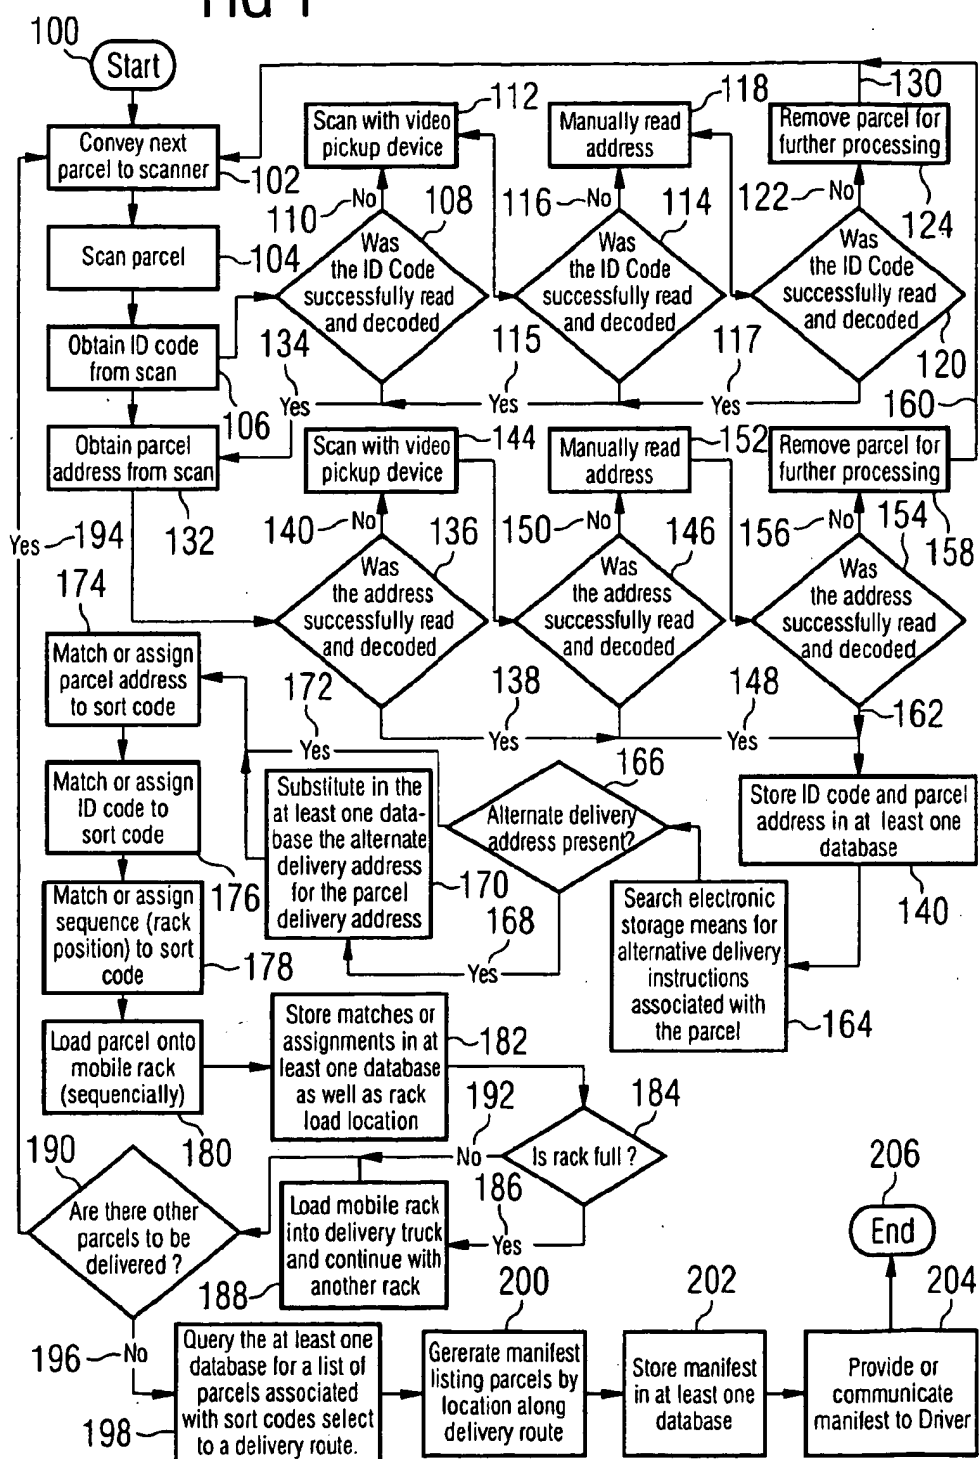 FIG 1
100
Start
Convey next
parcel to scanner
102
Scan parcel
104
Obtain ID code
from scan
106
Obtain parcel
address from scan
132
112
Scan with video
pickup device
110
No
108
Was
the ID Code
successfully read
and decoded
134
Yes
118
Manually read
address
116
No
114
Was
the ID Code
successfully read
and decoded
115
Yes
130
Remove parcel for
further processing
122
No
124
Was
the ID Code
successfully read
and decoded
120
117
Yes
160
144
Scan with video
pickup device
140
No
136
Was
the address
successfully read
and decoded
138
Yes
152
Manually read
address
150
No
146
Was
the address
successfully read
and decoded
148
Yes
Remove parcel for
further processing
156
No
154
158
Was
the address
successfully read
and decoded
162
Yes
194
174
Match or assign
parcel address
to sort code
172
Yes
166
Alternate delivery
address present?
Store ID code and parcel
address in at least one
database
140
Match or assign
ID code to
sort code
176
Substitute in the
at least one data-
base the alternate
delivery address
for the parcel
delivery address
170
168
Yes
Search electronic
storage means for
alternative delivery
instructions
associated with
the parcel
164
Match or assign
sequence (rack
position) to sort
code
178
Load parcel onto
mobile rack
(sequencially)
180
Store matches or
assignments in at
least one database
as well as rack
load location
182
192
No
184
Is rack full ?
186
Yes
190
Are there other
parcels to be
delivered ?
Load mobile rack
into delivery truck
and continue with
another rack
188
206
End
196
No
Query the at least one
database for a list of
parcels associated
with sort codes select
to a delivery route.
198
200
Gererate manifest
listing parcels by
location along
delivery route
202
Store manifest
in at least one
database
204
Provide or
communicate
manifest to Driver